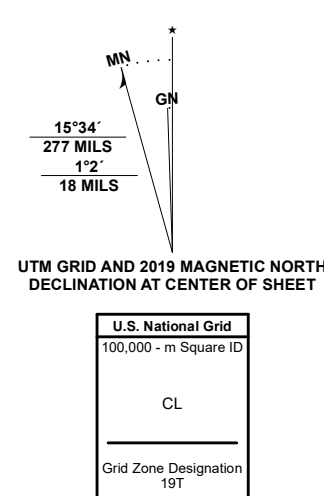 ★
MN
GN
15°34´
277 MILS
1°2´
18 MILS
UTM GRID AND 2019 MAGNETIC NORTH
DECLINATION AT CENTER OF SHEET
U.S. National Grid
100,000 - m Square ID
CL
Grid Zone Designation
19T